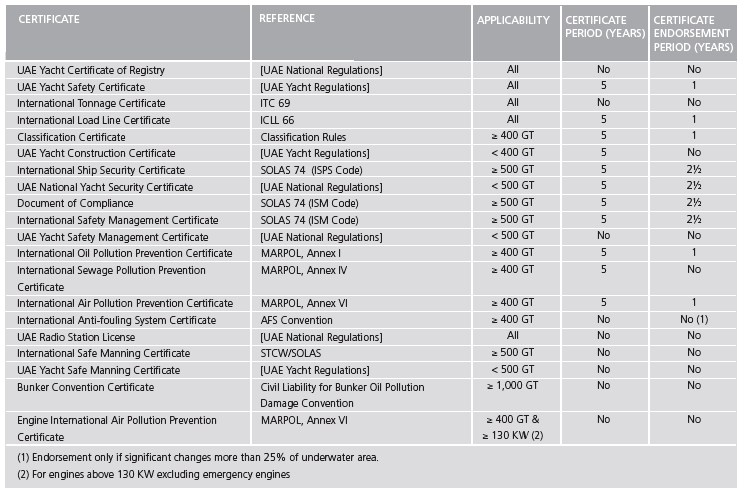 CERTIFICATE REFERENCE APPLICABILITY CERTIFICATE PERIOD (YEARS) CERTIFICATE ENDORSEMENT PERIOD (YEARS)
UAE Yacht Certificate of Registry [UAE National Regulations] All No No
UAE Yacht Safety Certificate [UAE Yacht Regulations] All 5 1
International Tonnage Certificate ITC 69 All No No
International Load Line Certificate ICLL 66 All 5 1
Classification Certificate Classification Rules ≥ 400 GT 5 1
UAE Yacht Construction Certificate [UAE Yacht Regulations] < 400 GT 5 No
International Ship Security Certificate SOLAS 74 (ISPS Code) ≥ 500 GT 5 2½
UAE National Yacht Security Certificate [UAE National Regulations] < 500 GT 5 2½
Document of Compliance SOLAS 74 (ISM Code) ≥ 500 GT 5 2½
International Safety Management Certificate SOLAS 74 (ISM Code) ≥ 500 GT 5 2½
UAE Yacht Safety Management Certificate [UAE National Regulations] < 500 GT No No
International Oil Pollution Prevention Certificate MARPOL, Annex I ≥ 400 GT 5 1
International Sewage Pollution Prevention MARPOL, Annex IV ≥ 400 GT 5 No
Certificate
International Air Pollution Prevention Certificate MARPOL, Annex VI ≥ 400 GT 5 1
International Anti-fouling System Certificate AFS Convention ≥ 400 GT No No (1)
UAE Radio Station License [UAE National Regulations] All No No
International Safe Manning Certificate STCW/SOLAS ≥ 500 GT No No
UAE Yacht Safe Manning Certificate [UAE Yacht Regulations] < 500 GT No No
Bunker Convention Certificate Civil Liability for Bunker Oil Pollution ≥ 1,000 GT No No
Damage Convention
Engine International Air Pollution Prevention MARPOL, Annex VI ≥ 400 GT & No No
Certificate ≥ 130 KW (2)
(1) Endorsement only if significant changes more than 25% of underwater area.
(2) For engines above 130 KW excluding emergency engines